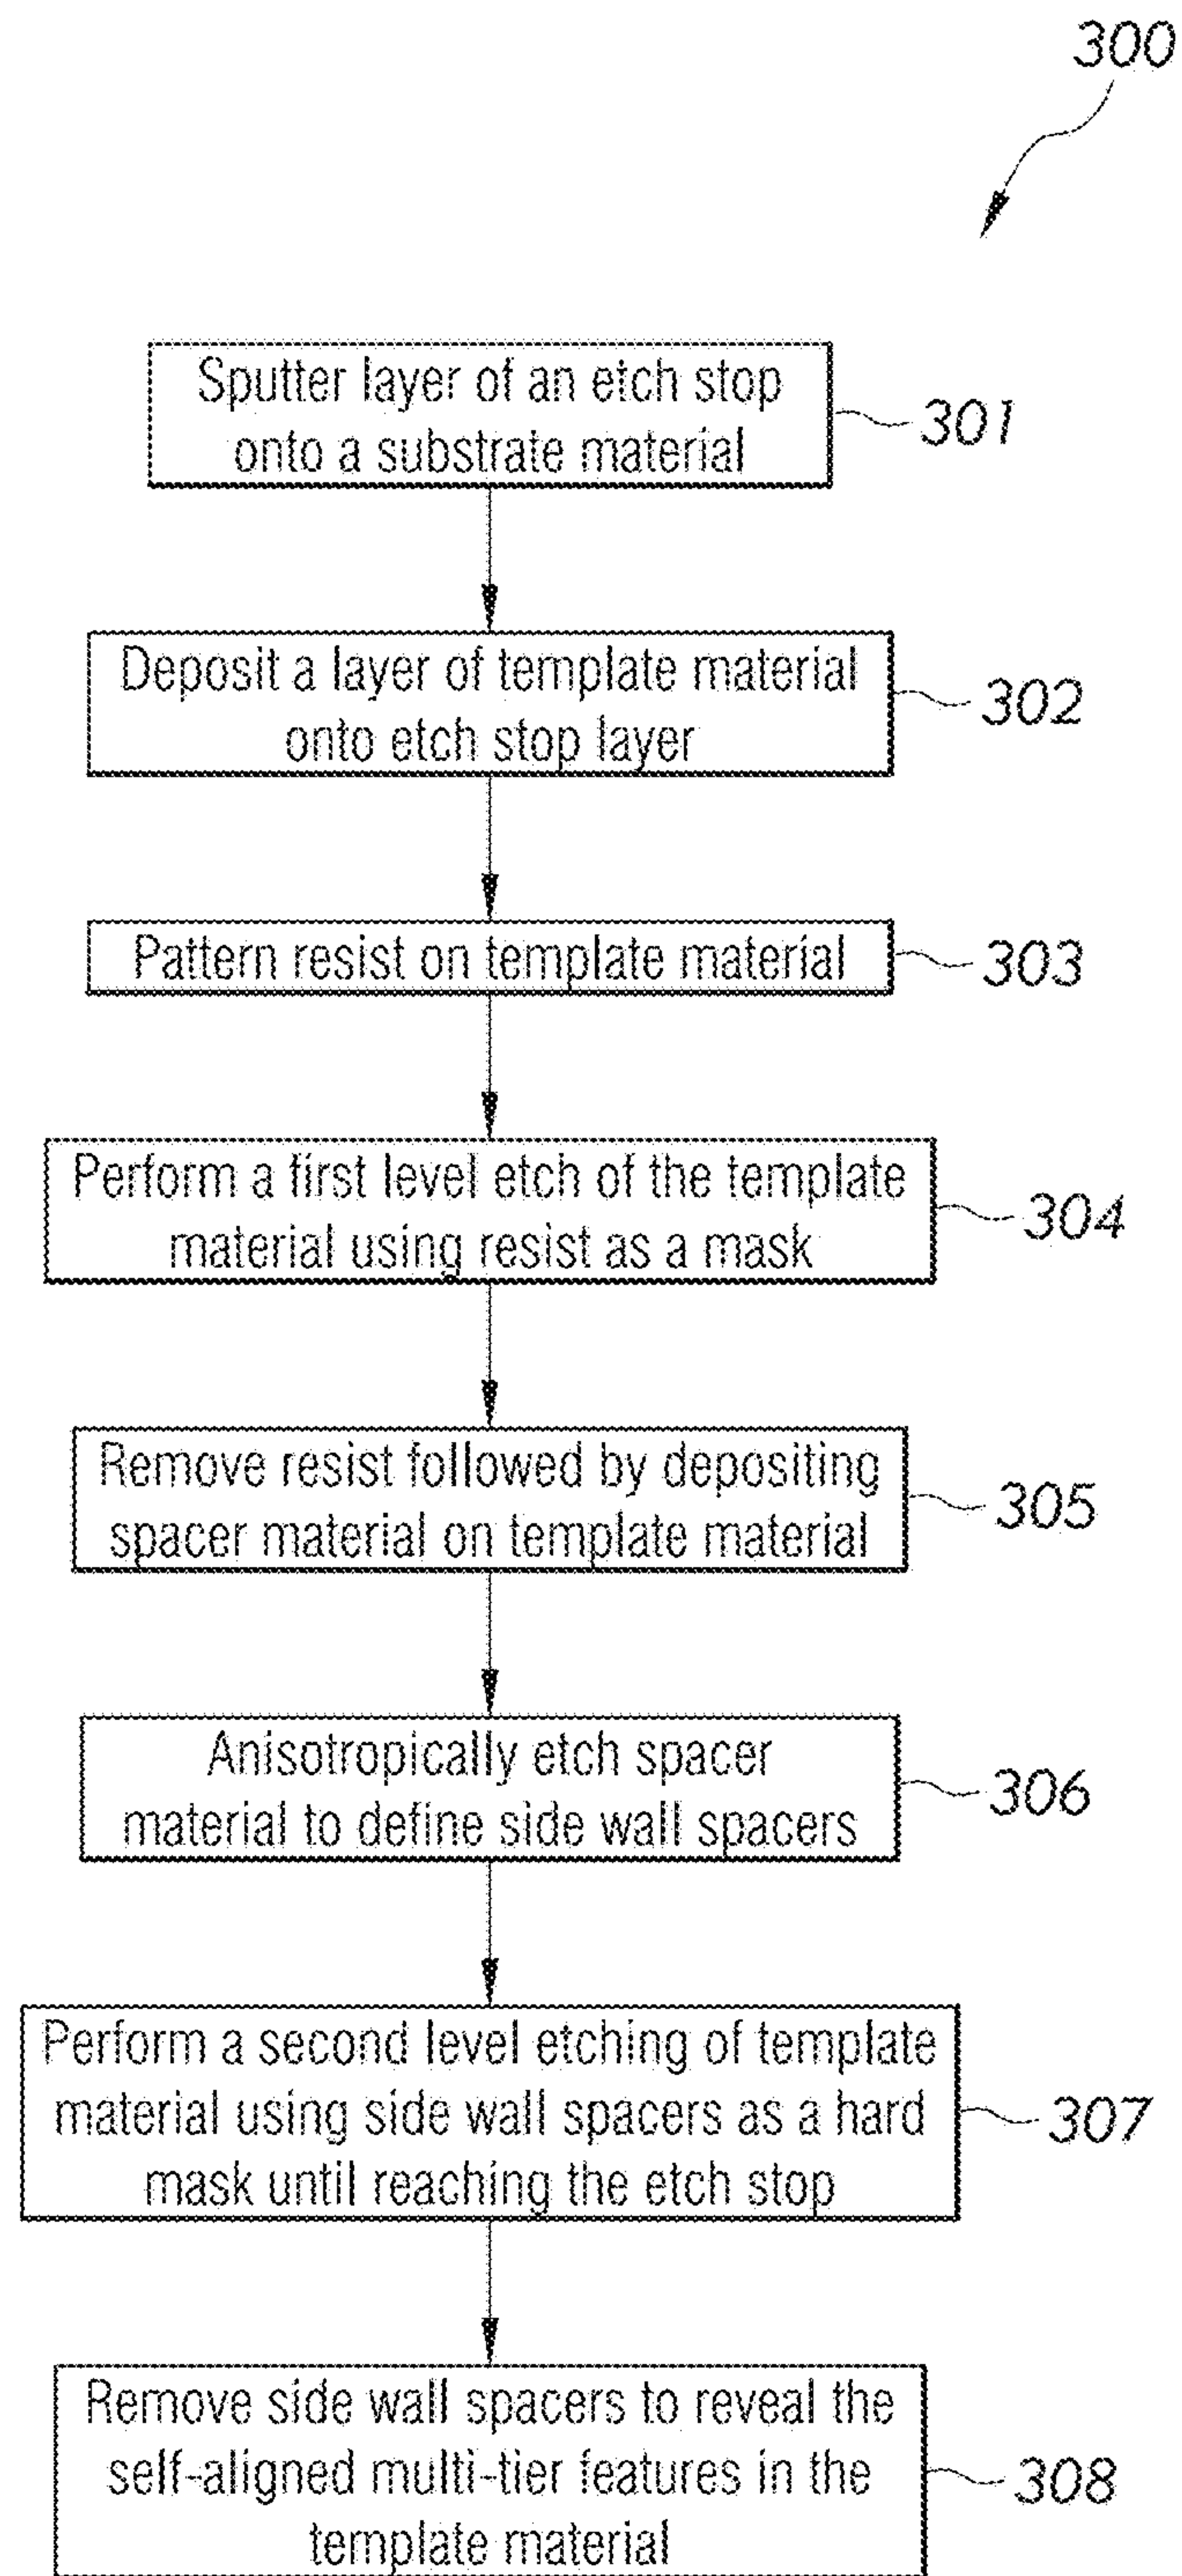 300
Sputter layer of an etch stop
onto a substrate material
301
Deposit a layer of template material
onto etch stop layer
302
Pattern resist on template material
303
Perform a first level etch of the template
material using resist as a mask
304
Remove resist followed by depositing
spacer material on template material
305
Anisotropically etch spacer
material to define side wall spacers
306
Perform a second level etching of template
material using side wall spacers as a hard
mask until reaching the etch stop
307
Remove side wall spacers to reveal the
self-aligned multi-tier features in the
template material
308